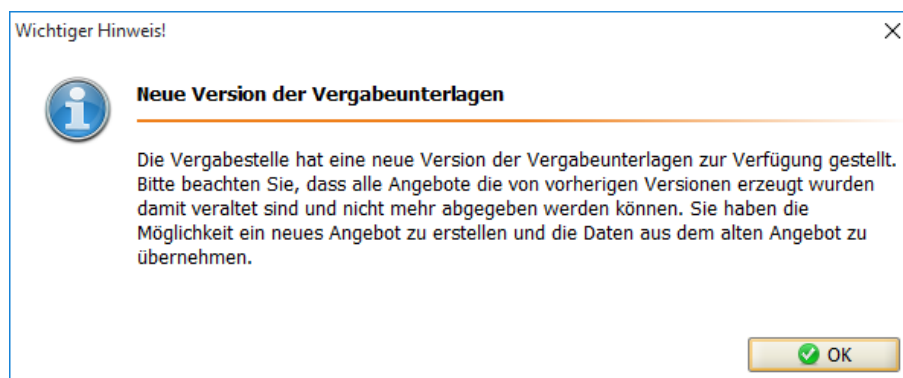 Wichtiger Hinweis!
Neue Version der Vergabeunterlagen
Die Vergabestelle hat eine neue Version der Vergabeunterlagen zur Verfügung gestellt.
Bitte beachten Sie, dass alle Angebote die von vorherigen Versionen erzeugt wurden
damit veraltet sind und nicht mehr abgegeben werden können. Sie haben die
Möglichkeit ein neues Angebot zu erstellen und die Daten aus dem alten Angebot zu
übernehmen.
OK